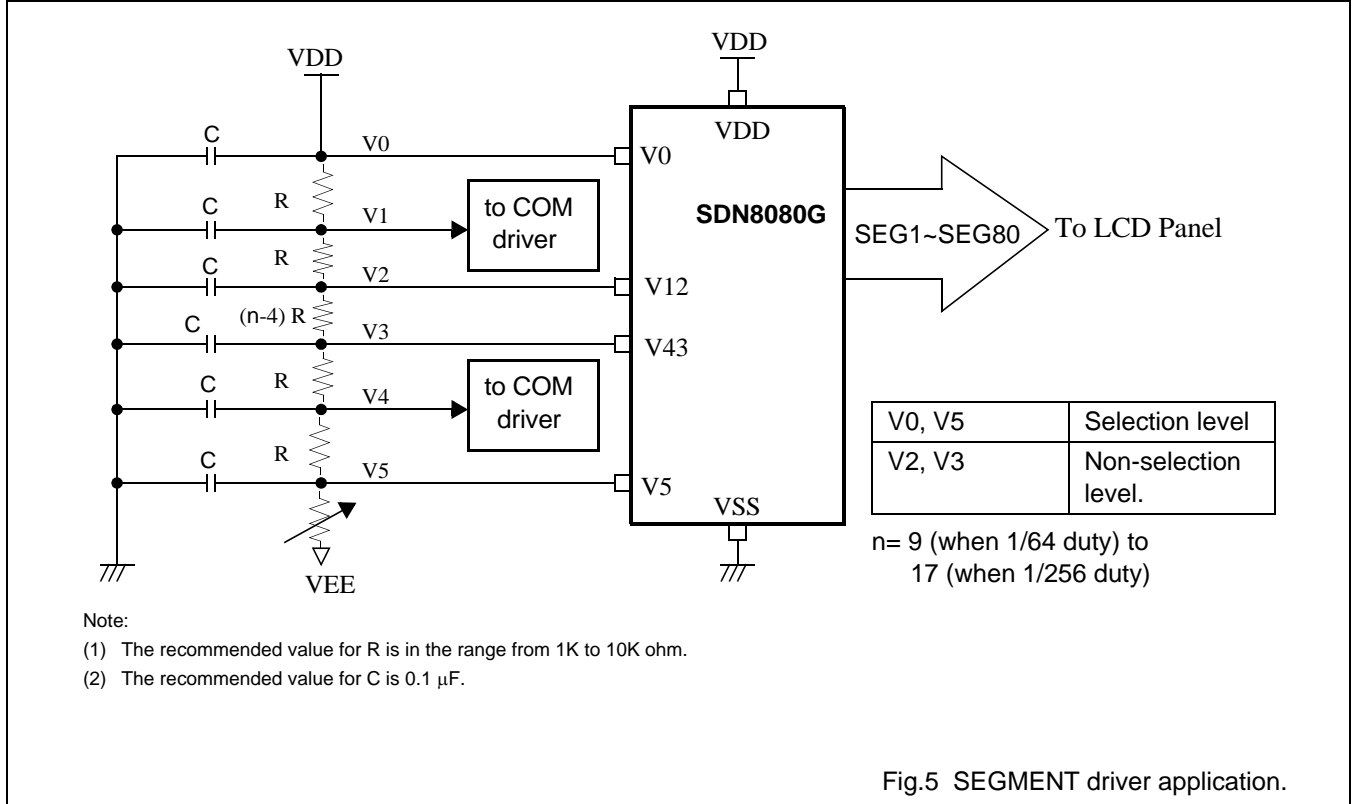 VDD
VDD
VDD
C
V0
V0
SDN8080G
R
C
V1
to COM
driver
SEG1~SEG80
To LCD Panel
R
C
V2
V12
(n-4) R
C
V3
V43
R
C
V4
to COM
driver
R
C
V5
V5
VSS
VEE
V0, V5 Selection level
V2, V3 Non-selection
level.
n= 9 (when 1/64 duty) to
17 (when 1/256 duty)
Note:
(1) The recommended value for R is in the range from 1K to 10K ohm.
(2) The recommended value for C is 0.1 μF.
Fig.5 SEGMENT driver application.